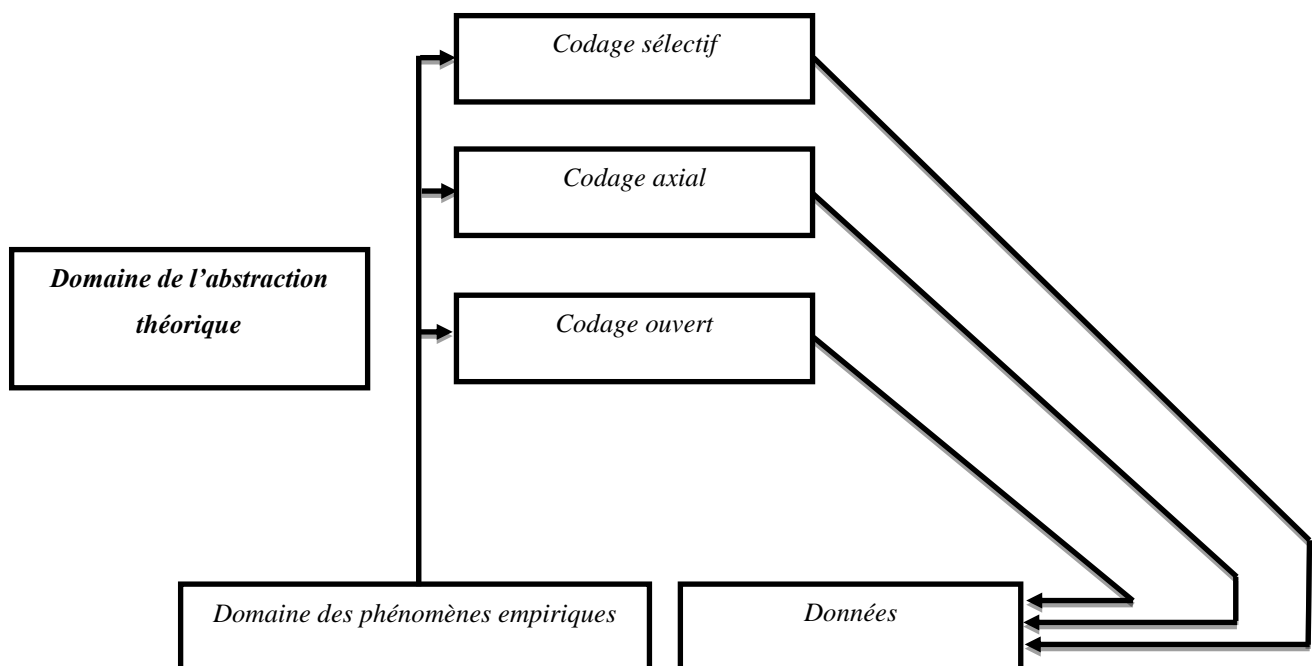 Codage sélectif
Codage axial
Domaine de l’abstraction
théorique
Codage ouvert
Domaine des phénomènes empiriques
Données